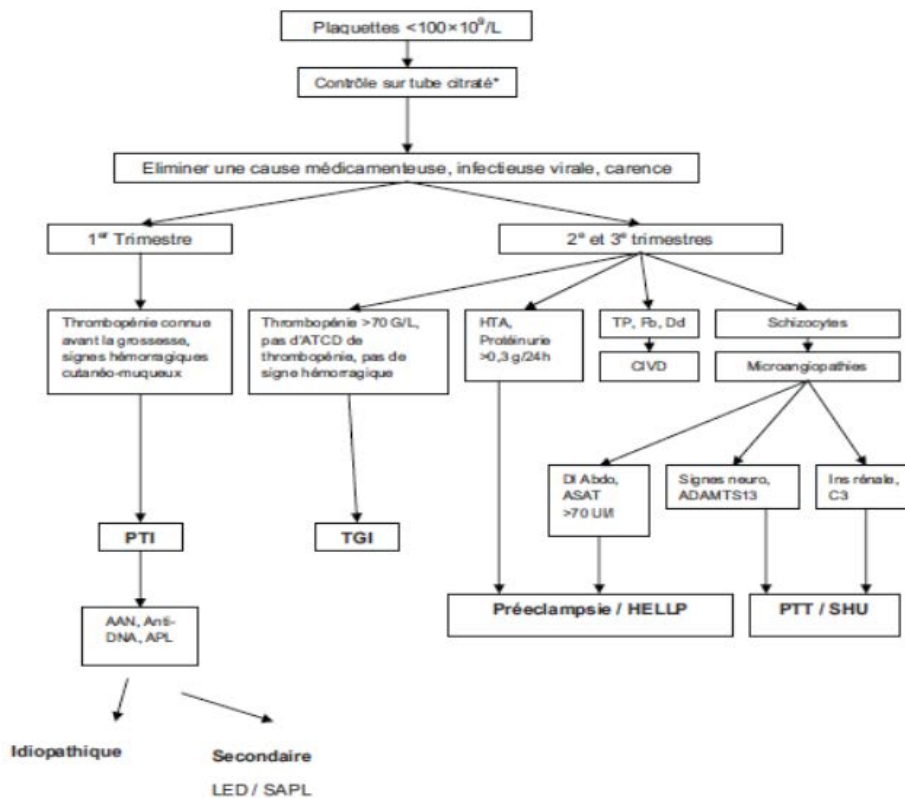 Plaquettes <100×10⁹/L
Contrôle sur tube citraté*
Eliminer une cause médicamenteuse, infectieuse virale, carence
1er Trimestre
2e et 3e trimestres
Thrombopénie connue
avant la grossesse,
signes hémorragiques
cutanéo-muqueux
Thrombopénie >70 G/L,
pas d'ATCD de
thrombopénie, pas de
signe hémorragique
HTA,
Protéinurie
>0,3 g/24h
TP, Fb, Dd
CIVD
Schizocytes
Microangiopathies
Dl Abdo,
ASAT
>70 UI/l
Signes neuro,
ADAMTS13
Ins rénale,
C3
PTI
TGI
Préeclampsie / HELLP
PTT / SHU
AAN, Anti-
DNA, APL
Idiopathique
Secondaire
LED / SAPL